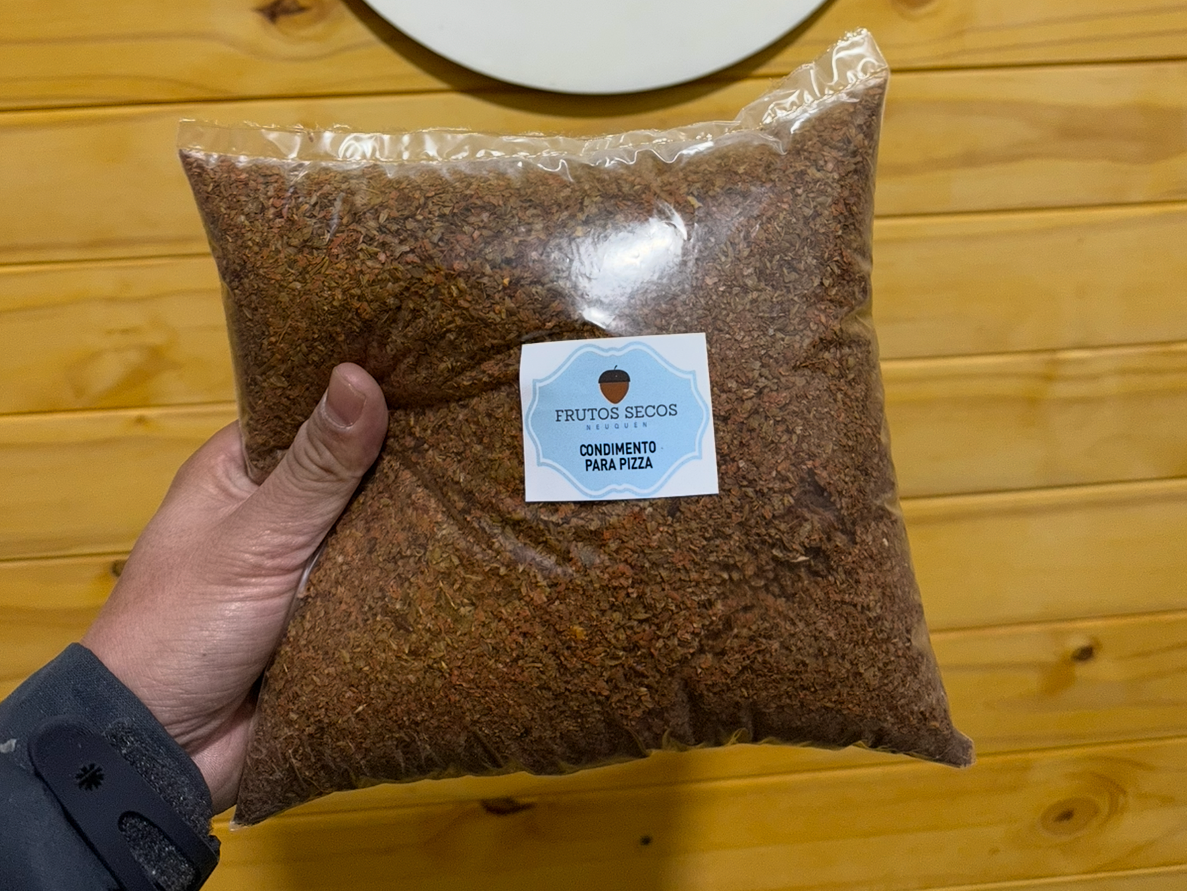 FRUTOS SECOS
NEUQUÉN
CONDIMENTO
PARA PIZZA